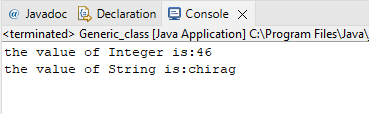 @ Javadoc Declaration Console
<terminated> Generic_class [Java Application] C:\Program Files\Java\
the value of Integer is:46
the value of String is:chirag